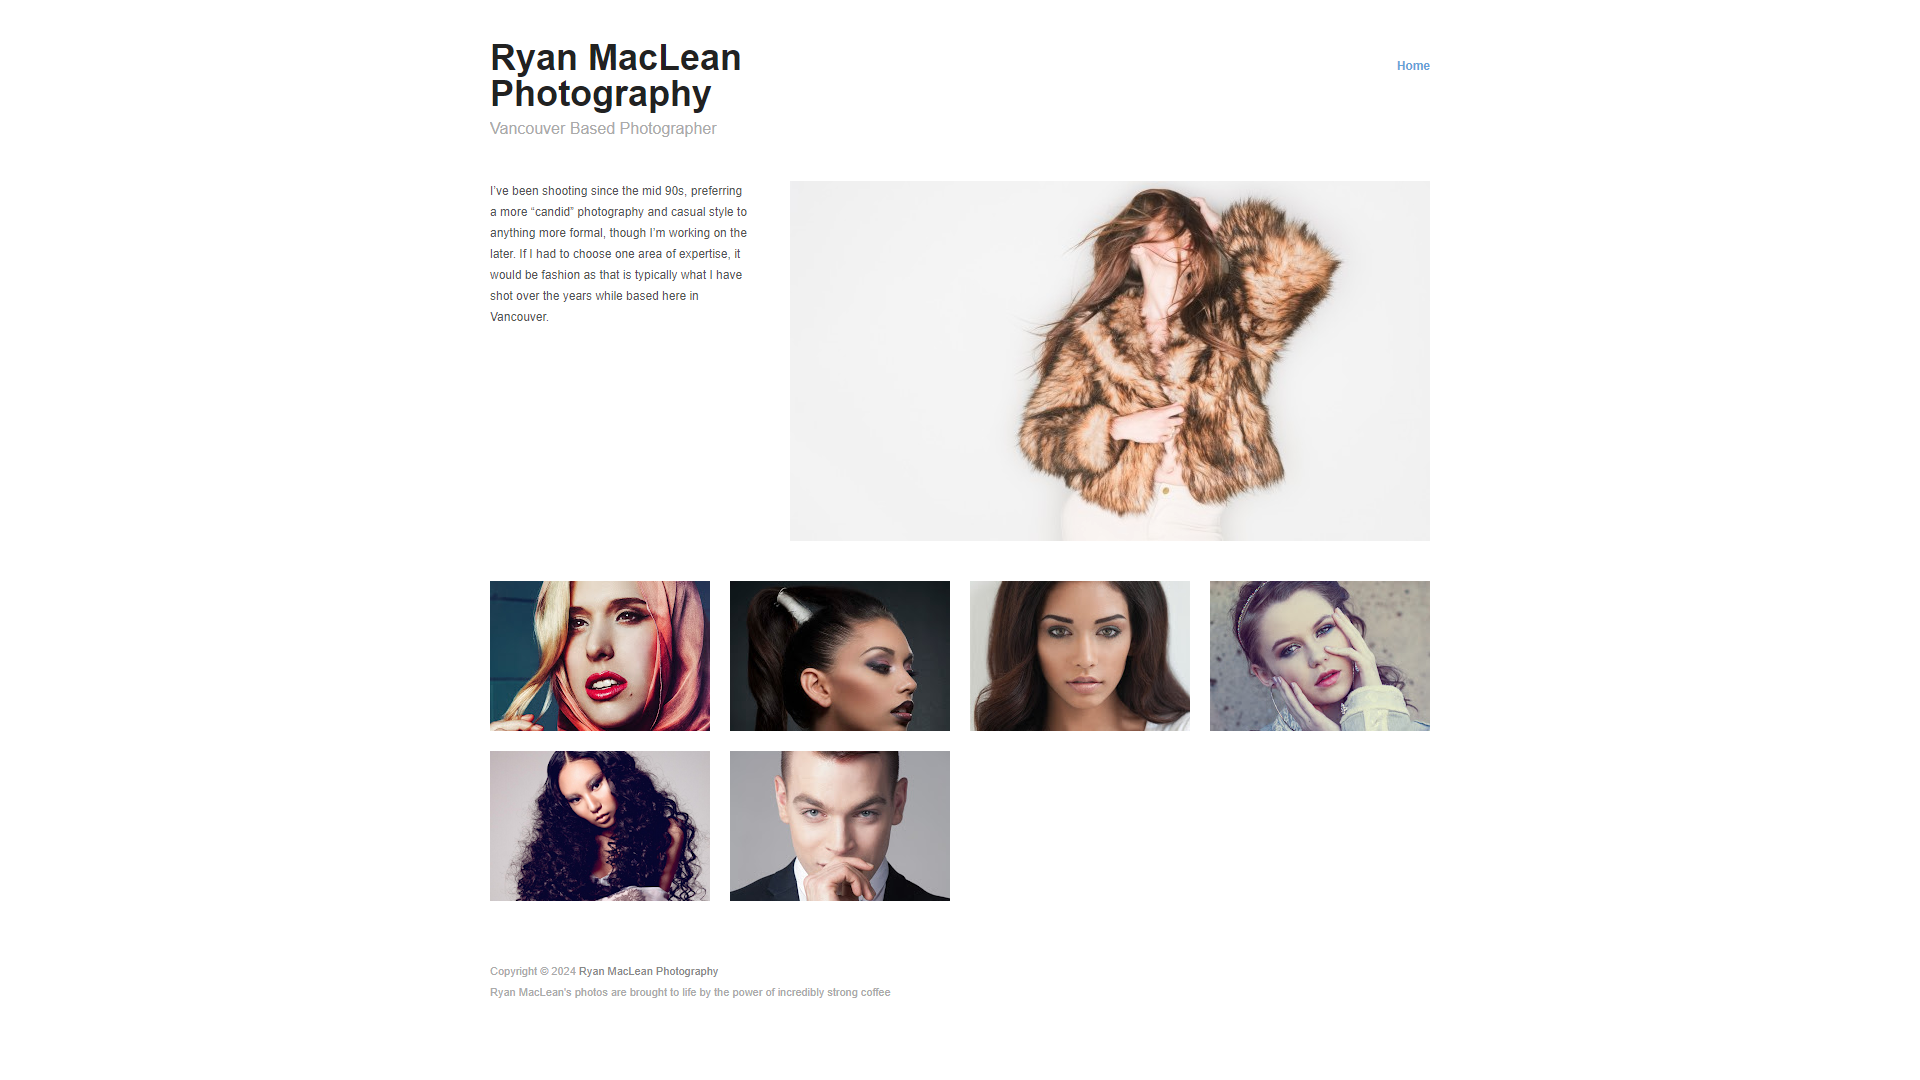 Ryan MacLean
Photography
Home
Vancouver Based Photographer
I’ve been shooting since the mid 90s, preferring
a more “candid” photography and casual style to
anything more formal, though I’m working on the
later. If I had to choose one area of expertise, it
would be fashion as that is typically what I have
shot over the years while based here in
Vancouver.
Copyright © 2024 Ryan MacLean Photography
Ryan MacLean's photos are brought to life by the power of incredibly strong coffee